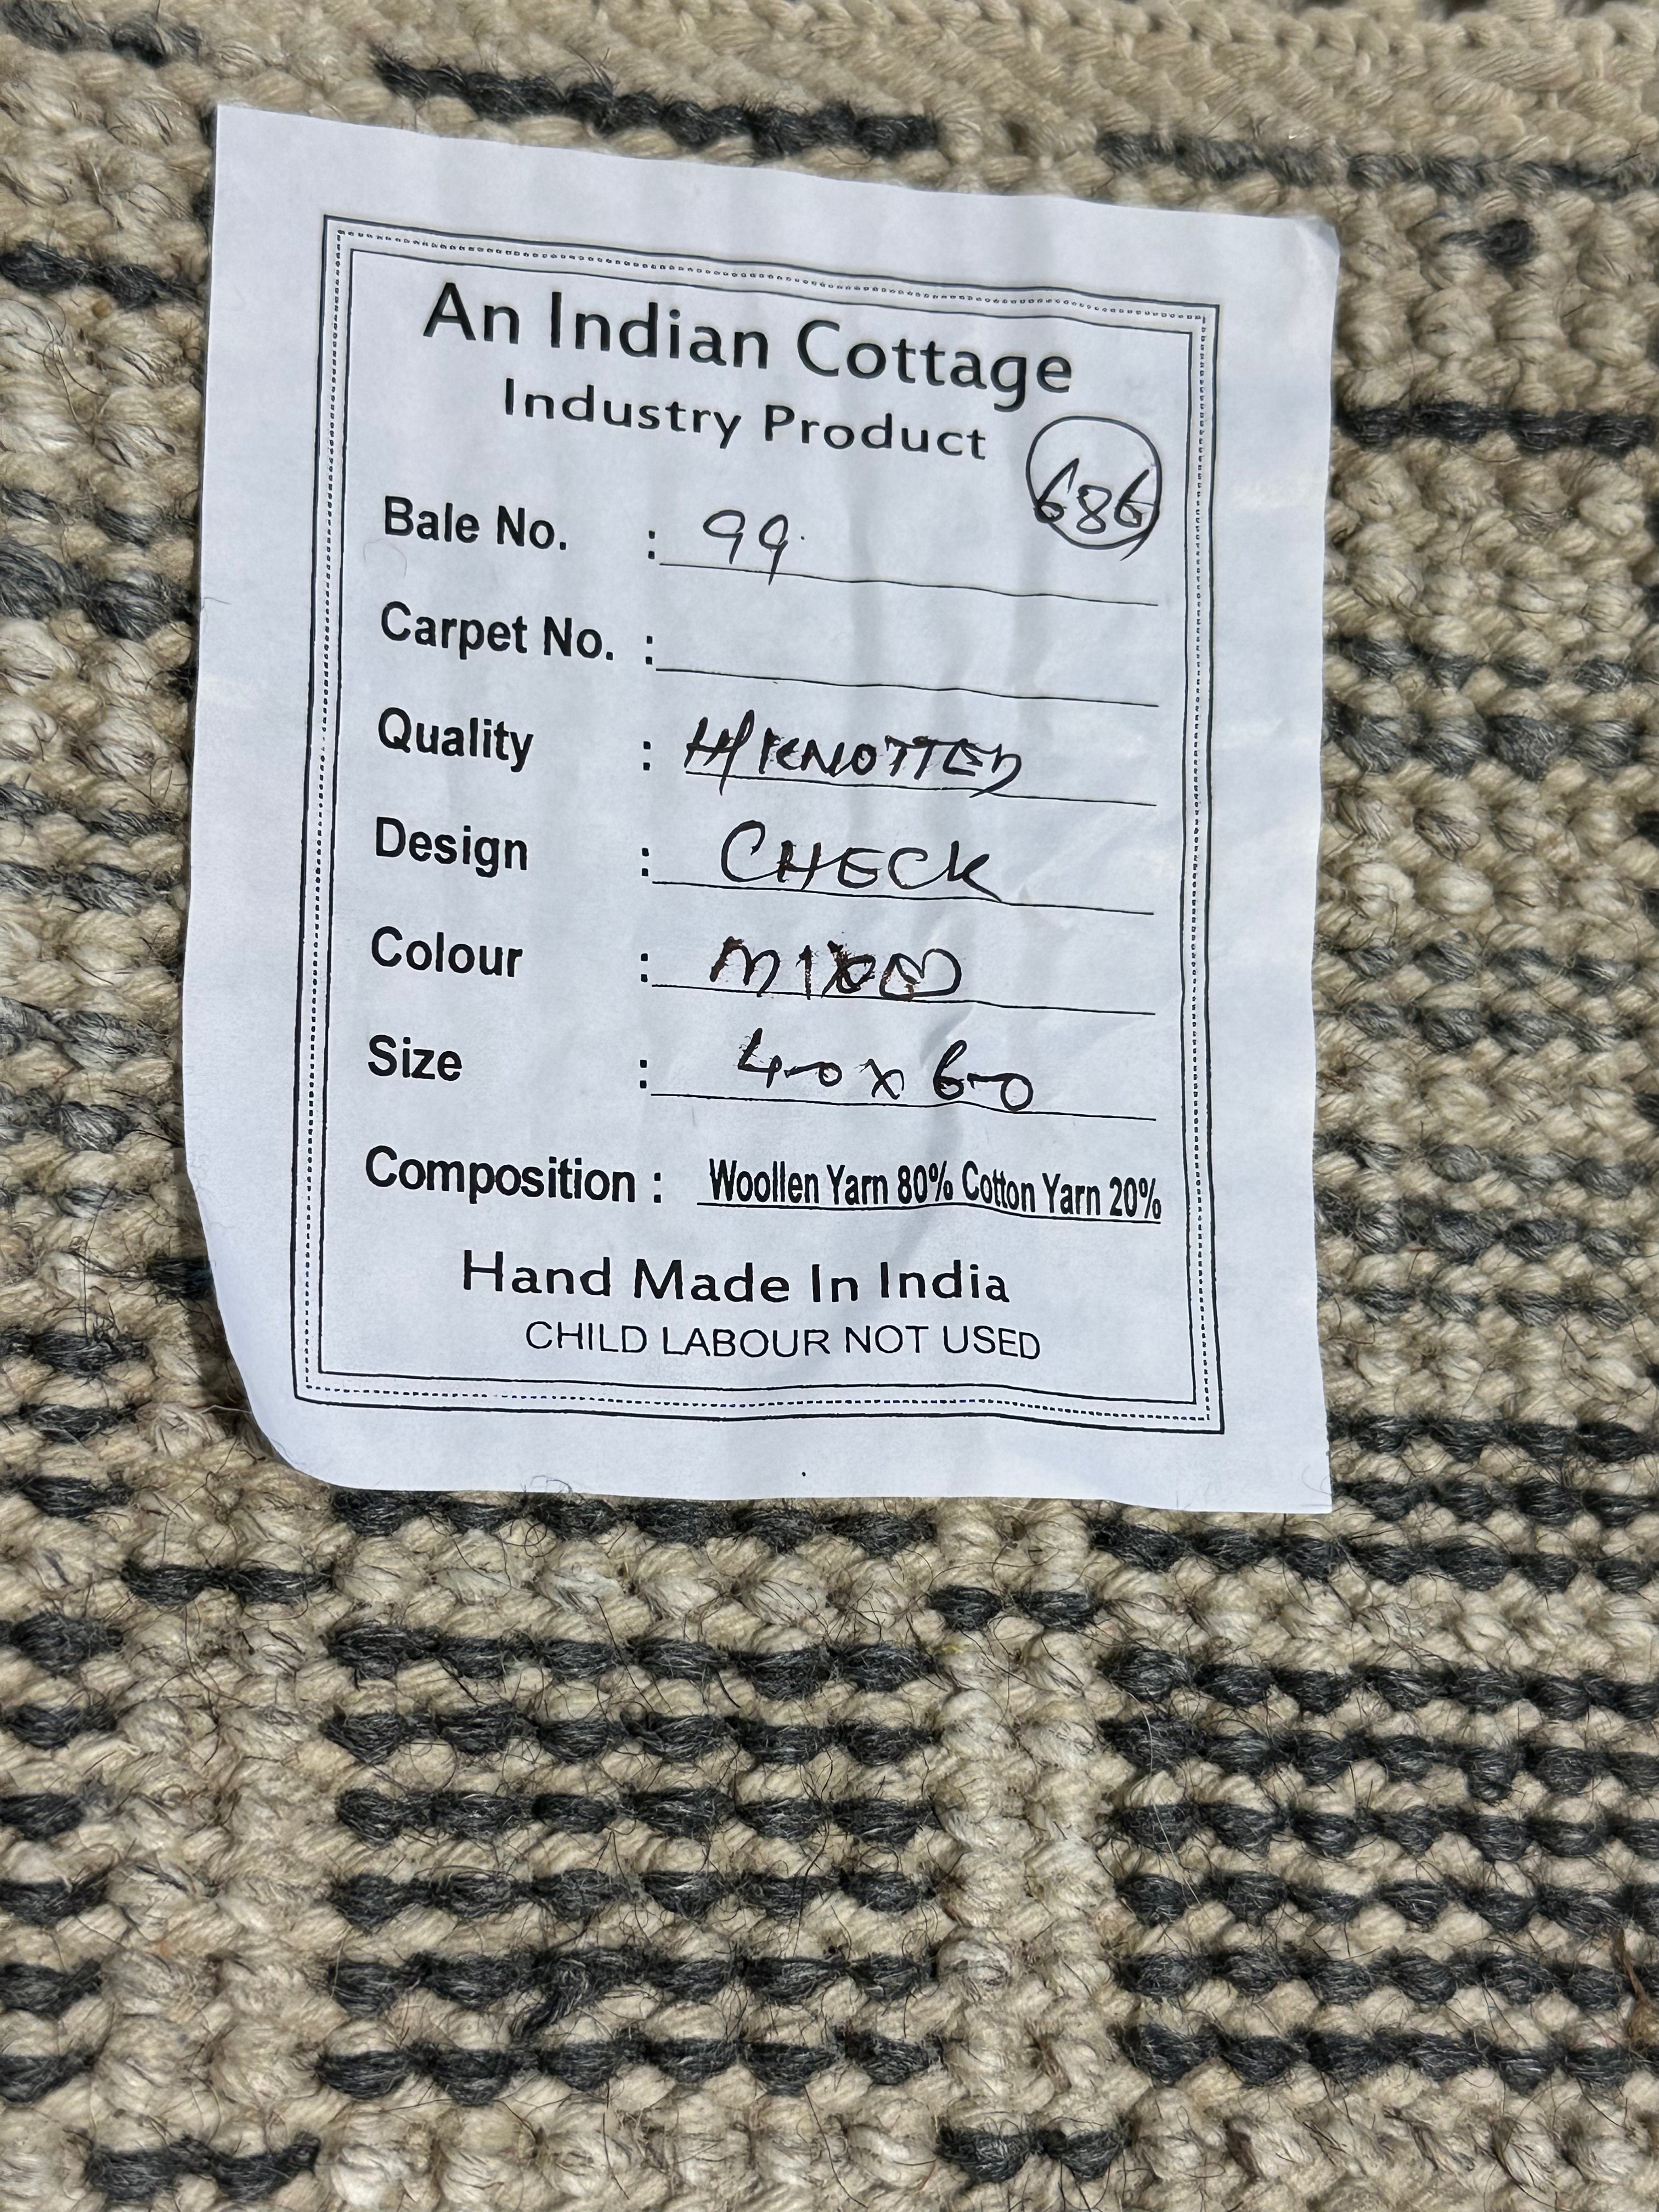 An Indian Cottage
Industry Product
686
Bale No. : 99
Carpet No. :
Quality : H/KNOTTED
Design : CHECK
Colour : MIXED
Size : 4-0 x 6-0
Composition : Woollen Yarn 80% Cotton Yarn 20%
Hand Made In India
CHILD LABOUR NOT USED